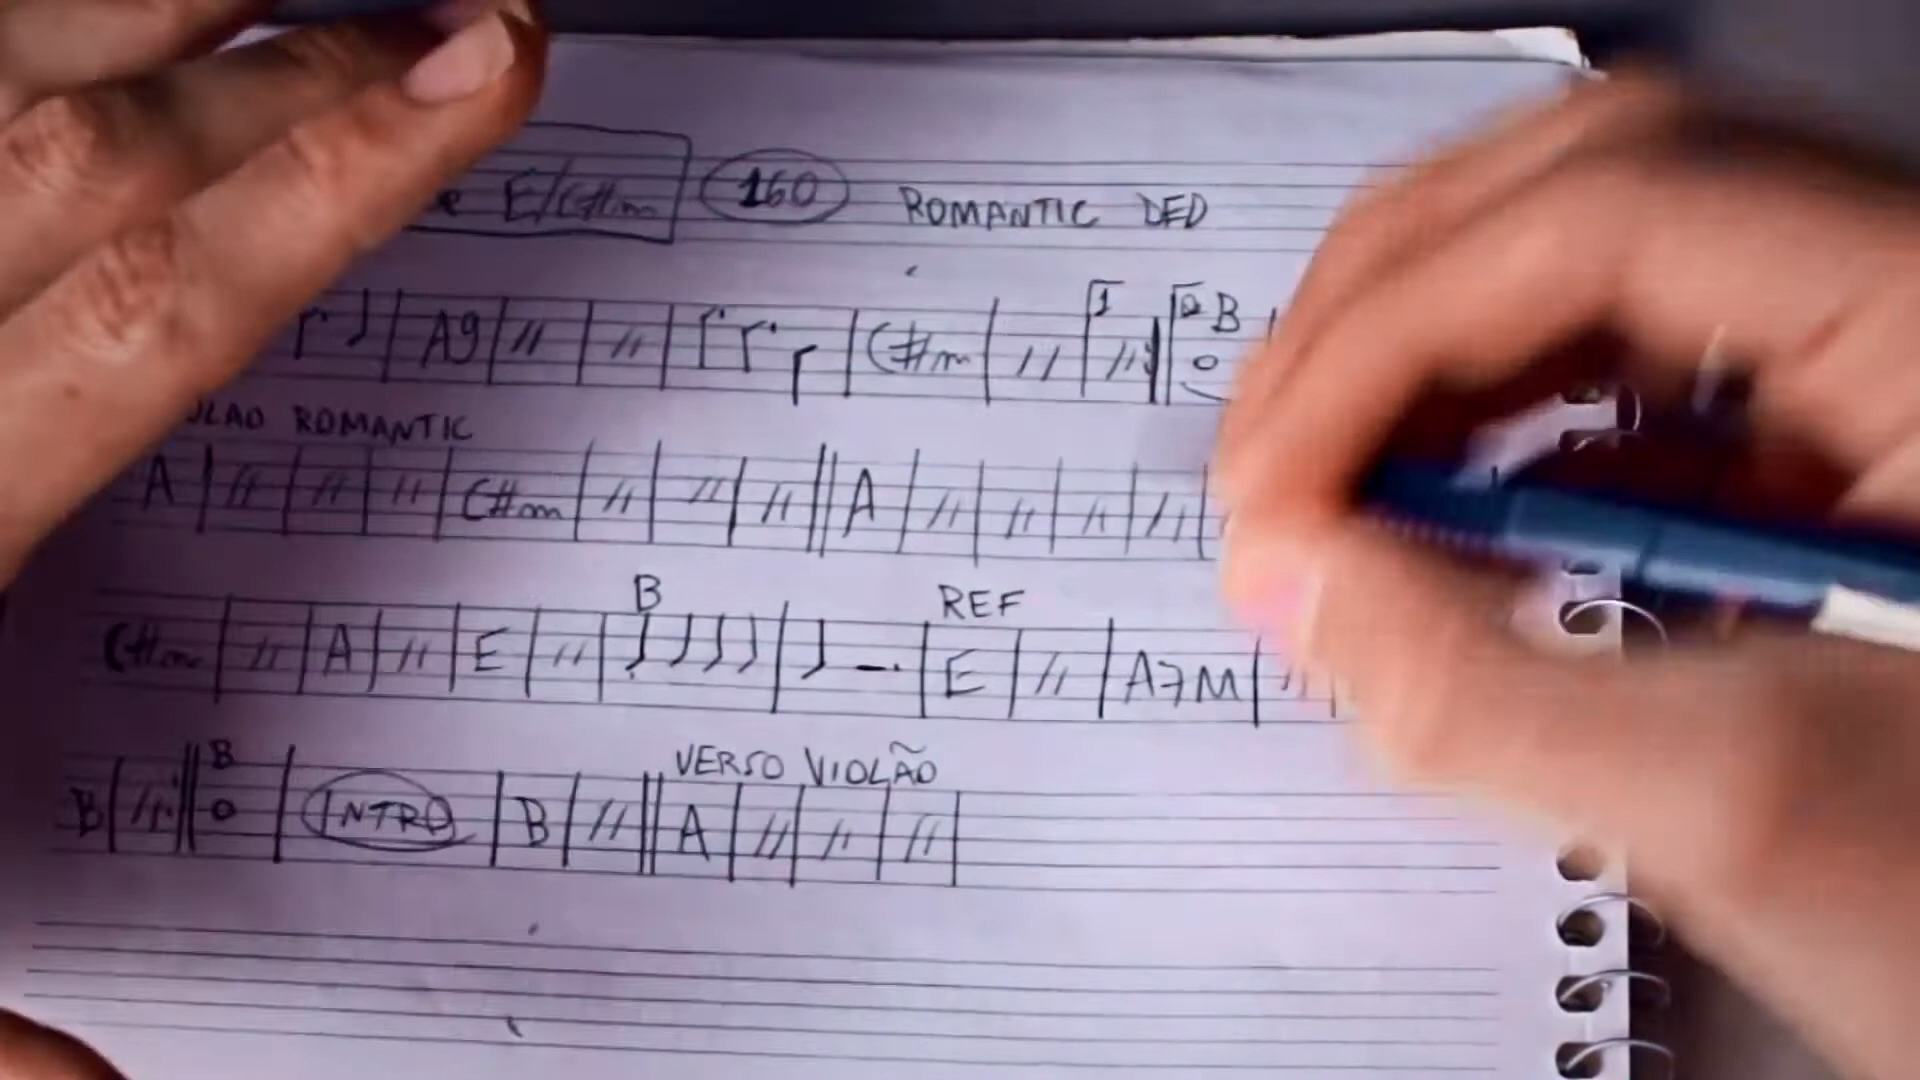 E/C#m 160 ROMANTIC DED
A9 // // C#m // 1 // 2 B
ROMANTIC
A // // // C#m // // // A // // // //
B REF
C#m // A // E // E // A7M //
B VERSO VIOLÃO
B // INTRO B // A // // //